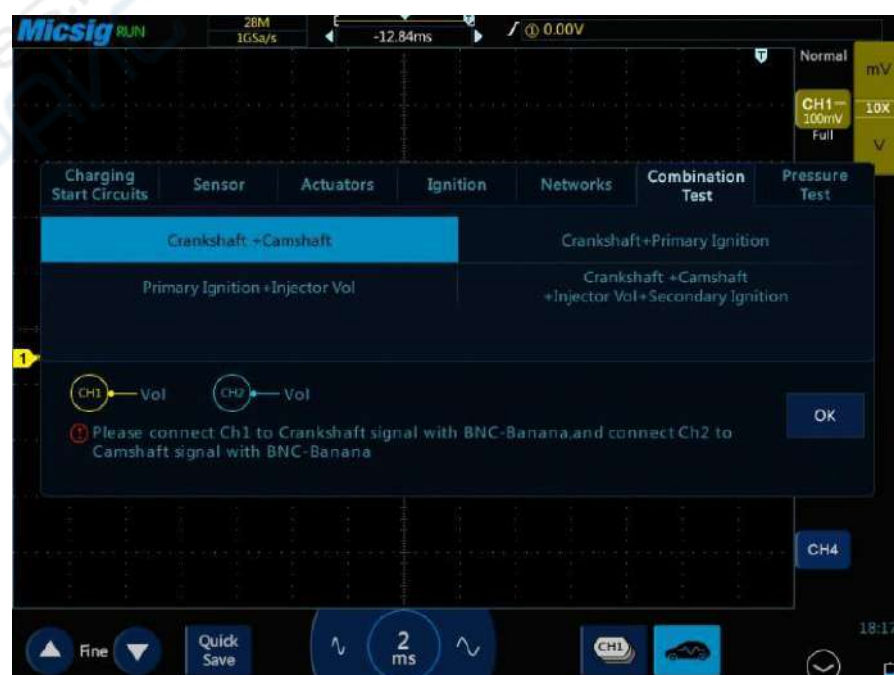 Micsig RUN
28M
1GSa/s
-12.84ms
① 0.00V
T
Normal
mV
CH1
100mV
Full
10X
V
Charging
Start Circuits
Sensor
Actuators
Ignition
Networks
Combination
Test
Pressure
Test
Crankshaft +Camshaft
Crankshaft+Primary Ignition
Primary Ignition+Injector Vol
Crankshaft +Camshaft
+Injector Vol+Secondary Ignition
1
CH1 Vol
CH2 Vol
OK
Please connect Ch1 to Crankshaft signal with BNC-Banana,and connect Ch2 to
Camshaft signal with BNC-Banana
CH4
Fine
Quick
Save
2
ms
CH1
18:17